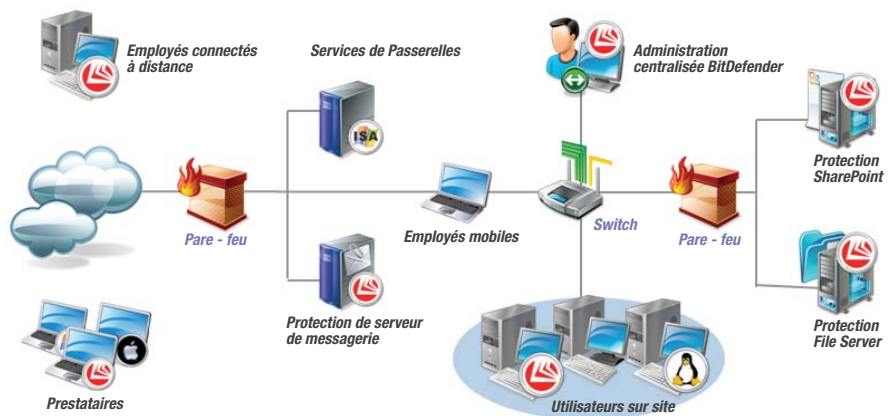 Employés connectés
à distance
Services de Passerelles
Administration
centralisée BitDefender
ISA
Protection
SharePoint
Pare - feu
Employés mobiles
Switch
Pare - feu
Protection de serveur
de messagerie
Protection
File Server
Prestataires
Utilisateurs sur site